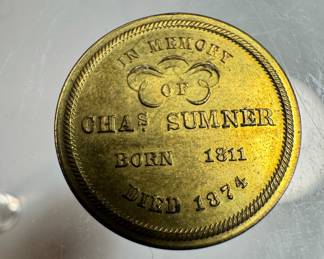 IN MEMORY
OF
CHAS SUMNER
BORN 1811
DIED 1874